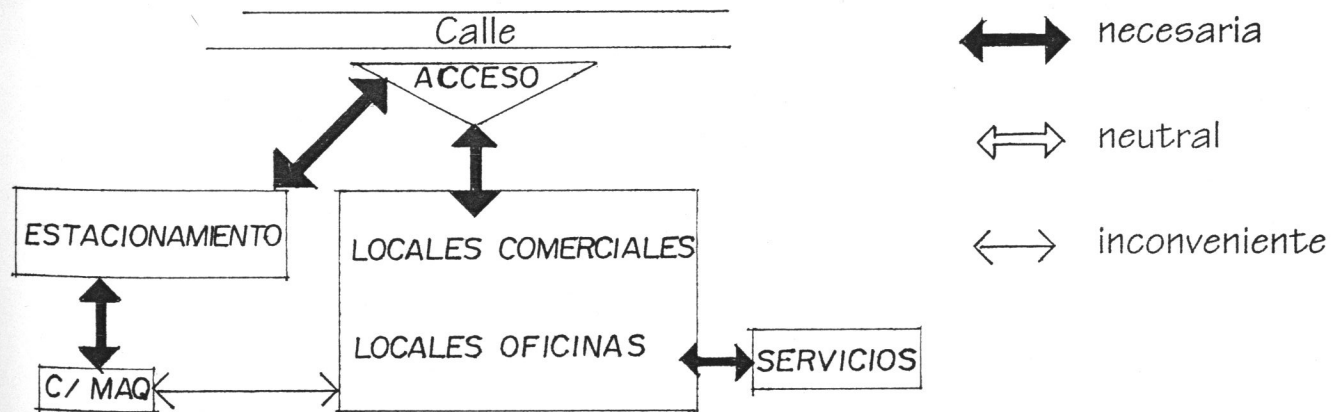 Calle
ACCESO
necesaria
neutral
inconveniente
ESTACIONAMIENTO
LOCALES COMERCIALES
LOCALES OFICINAS
SERVICIOS
C/ MAQ